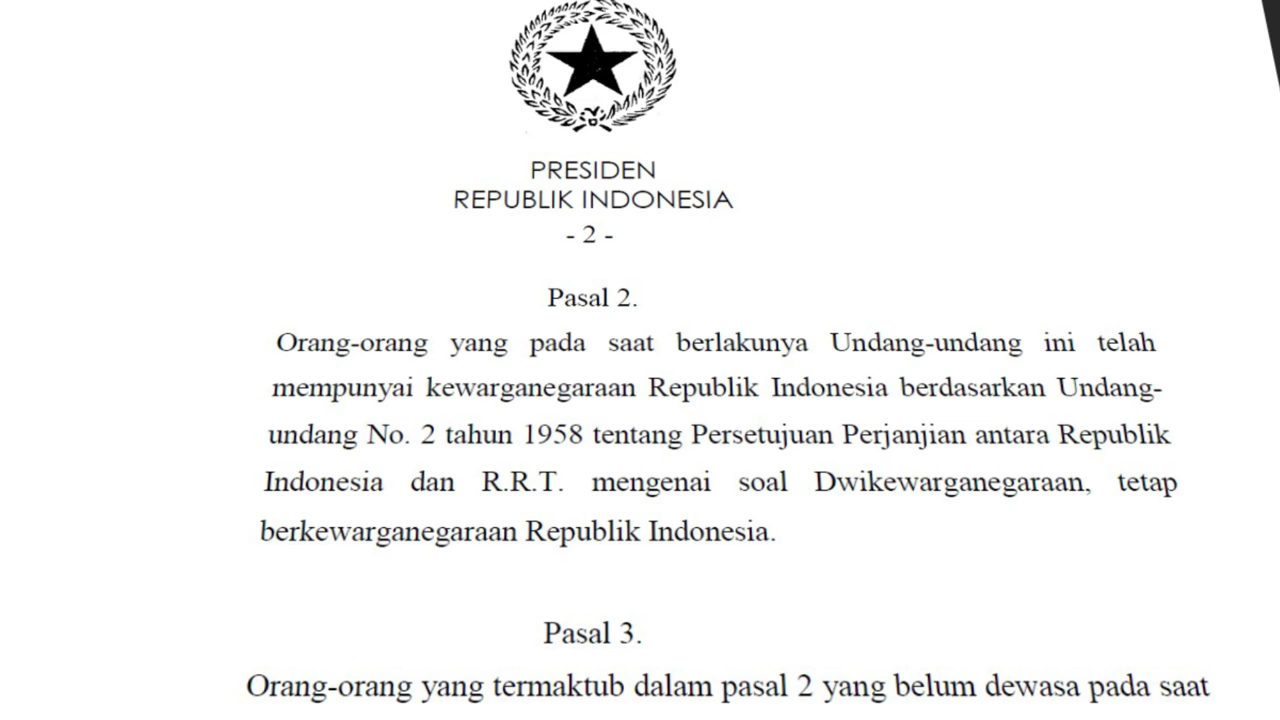 PRESIDEN
REPUBLIK INDONESIA
- 2 -
Pasal 2.
Orang-orang yang pada saat berlakunya Undang-undang ini telah
mempunyai kewarganegaraan Republik Indonesia berdasarkan Undang-
undang No. 2 tahun 1958 tentang Persetujuan Perjanjian antara Republik
Indonesia dan R.R.T. mengenai soal Dwikewarganegaraan, tetap
berkewarganegaraan Republik Indonesia.
Pasal 3.
Orang-orang yang termaktub dalam pasal 2 yang belum dewasa pada saat